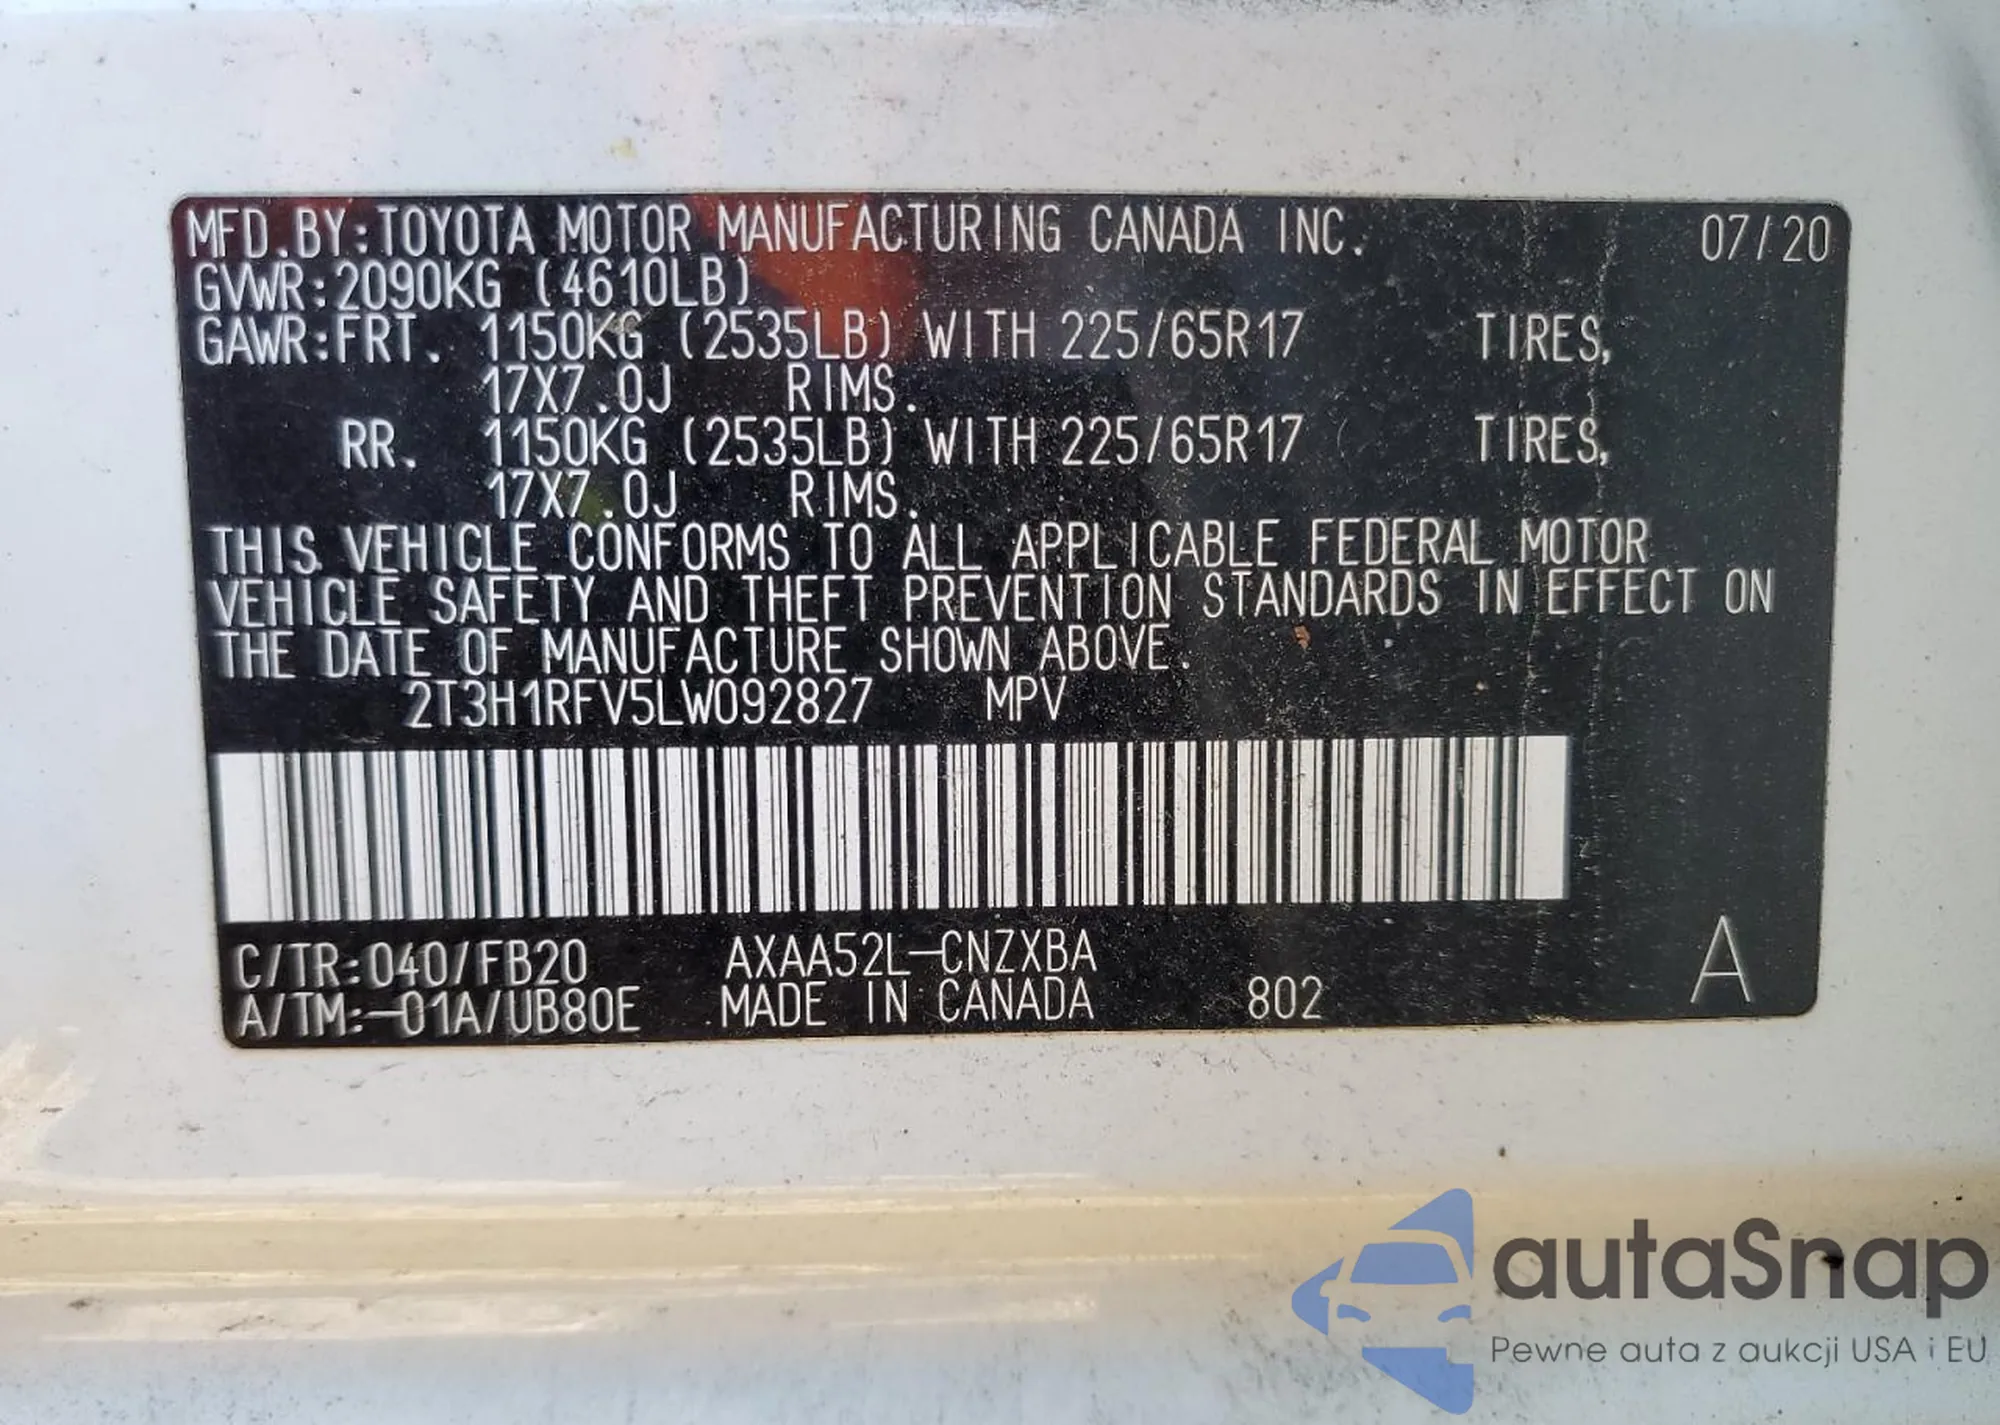 MFD.BY:TOYOTA MOTOR MANUFACTURING CANADA INC. 07/20
GVWR:2090KG (4610LB)
GAWR:FRT. 1150KG (2535LB) WITH 225/65R17 TIRES,
17X7.0J RIMS.
RR. 1150KG (2535LB) WITH 225/65R17 TIRES,
17X7.0J RIMS.
THIS VEHICLE CONFORMS TO ALL APPLICABLE FEDERAL MOTOR
VEHICLE SAFETY AND THEFT PREVENTION STANDARDS IN EFFECT ON
THE DATE OF MANUFACTURE SHOWN ABOVE.
2T3H1RFV5LW092827 MPV
C/TR:040/FB20 AXAA52L-CNZXBA A
A/TM:-01A/UB80E MADE IN CANADA 802
autaSnap
Pewne auta z aukcji USA i EU